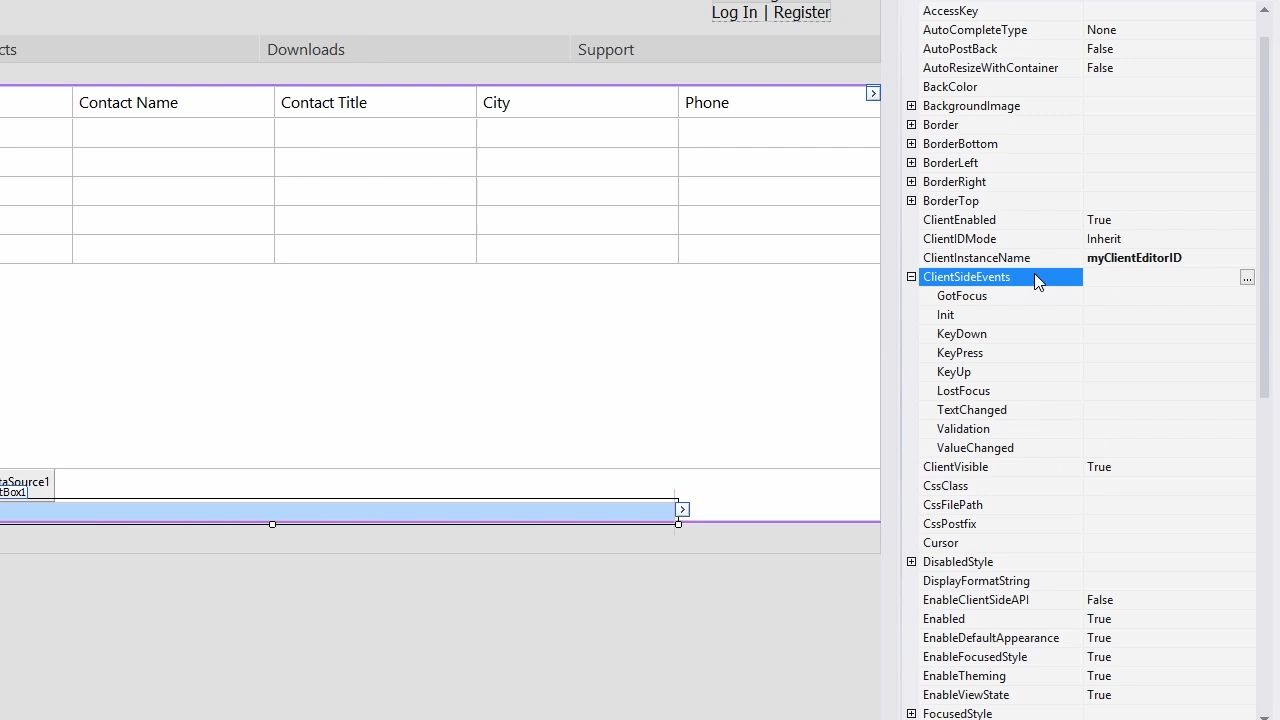 Log In | Register
cts
Downloads
Support
Contact Name
Contact Title
City
Phone
taSource1
tBox1
AccessKey
AutoCompleteType None
AutoPostBack False
AutoResizeWithContainer False
BackColor
BackgroundImage
Border
BorderBottom
BorderLeft
BorderRight
BorderTop
ClientEnabled True
ClientIDMode Inherit
ClientInstanceName myClientEditorID
ClientSideEvents ...
GotFocus
Init
KeyDown
KeyPress
KeyUp
LostFocus
TextChanged
Validation
ValueChanged
ClientVisible True
CssClass
CssFilePath
CssPostfix
Cursor
DisabledStyle
DisplayFormatString
EnableClientSideAPI False
Enabled True
EnableDefaultAppearance True
EnableFocusedStyle True
EnableTheming True
EnableViewState True
FocusedStyle